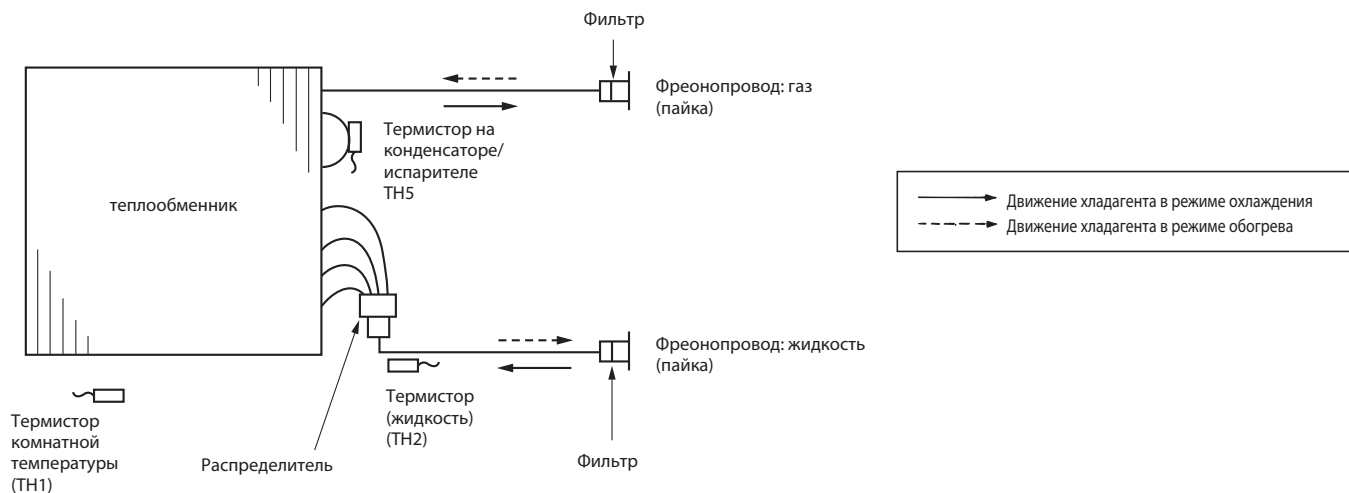 Фильтр
Фреонопровод: газ
(пайка)
Термистор на
конденсаторе/
испарителе
TH5
теплообменник
Движение хладагента в режиме охлаждения
Движение хладагента в режиме обогрева
Фреонопровод: жидкость
(пайка)
Термистор
(жидкость)
(TH2)
Термистор
комнатной
температуры
(TH1)
Распределитель
Фильтр